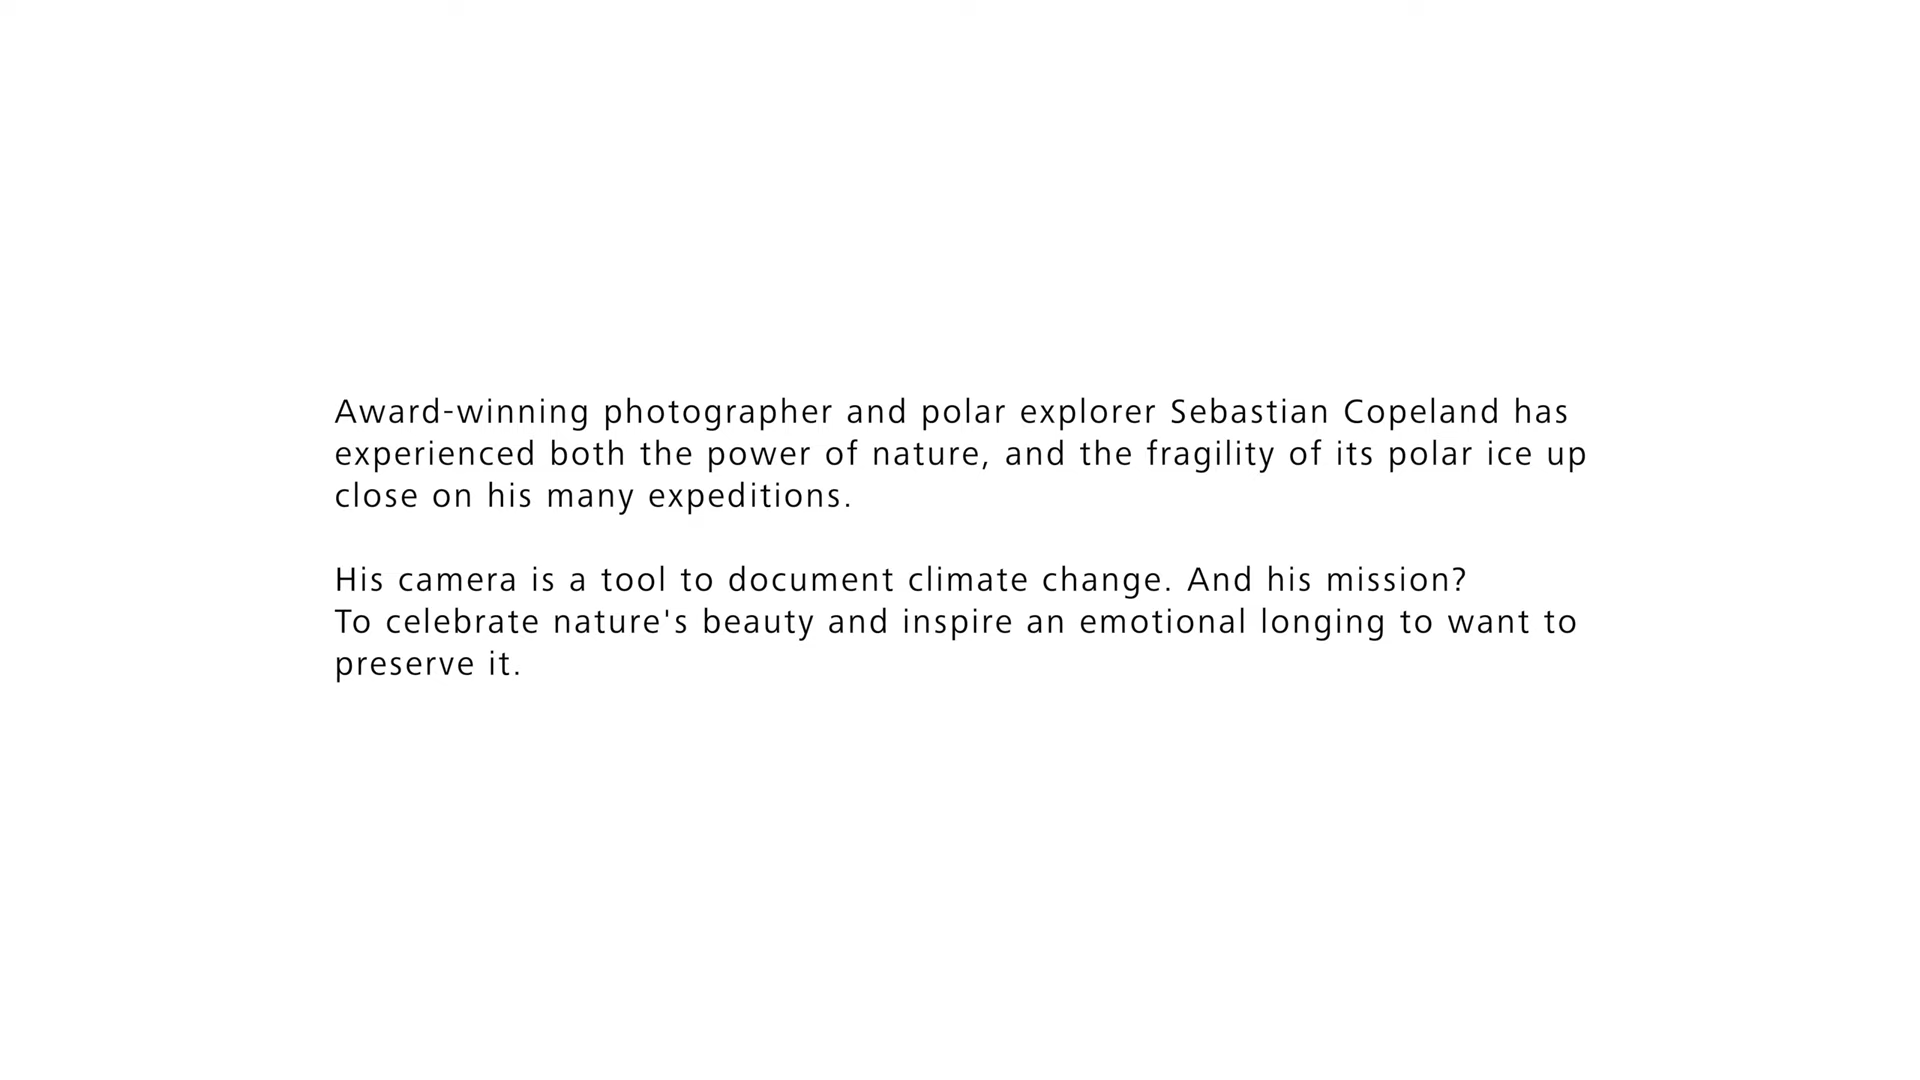 Award-winning photographer and polar explorer Sebastian Copeland has
experienced both the power of nature, and the fragility of its polar ice up
close on his many expeditions.
His camera is a tool to document climate change. And his mission?
To celebrate nature's beauty and inspire an emotional longing to want to
preserve it.